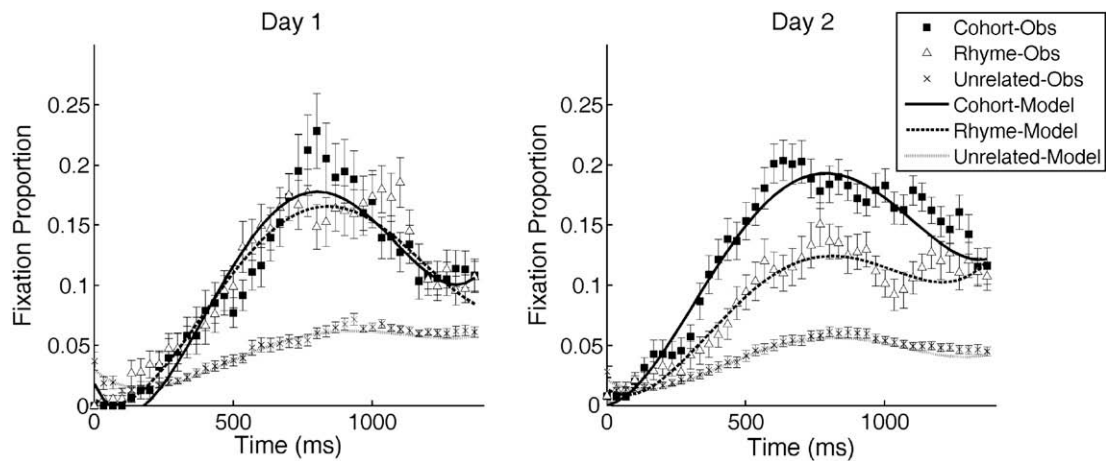 Day 1
Fixation Proportion
0.25
0.2
0.15
0.1
0.05
0
0
500
1000
Time (ms)
Day 2
Fixation Proportion
0.25
0.2
0.15
0.1
0.05
0
0
500
1000
Time (ms)
Cohort-Obs
Rhyme-Obs
Unrelated-Obs
Cohort-Model
Rhyme-Model
Unrelated-Model